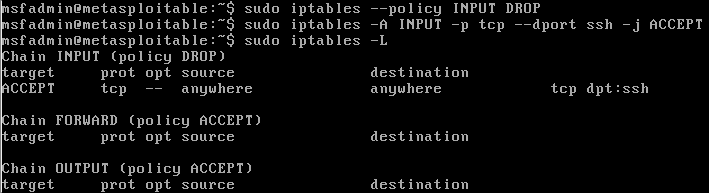 msfadmin@metasploitable:~$ sudo iptables --policy INPUT DROP
msfadmin@metasploitable:~$ sudo iptables -A INPUT -p tcp --dport ssh -j ACCEPT
msfadmin@metasploitable:~$ sudo iptables -L
Chain INPUT (policy DROP)
target     prot opt source               destination
ACCEPT     tcp  --  anywhere             anywhere            tcp dpt:ssh

Chain FORWARD (policy ACCEPT)
target     prot opt source               destination

Chain OUTPUT (policy ACCEPT)
target     prot opt source               destination